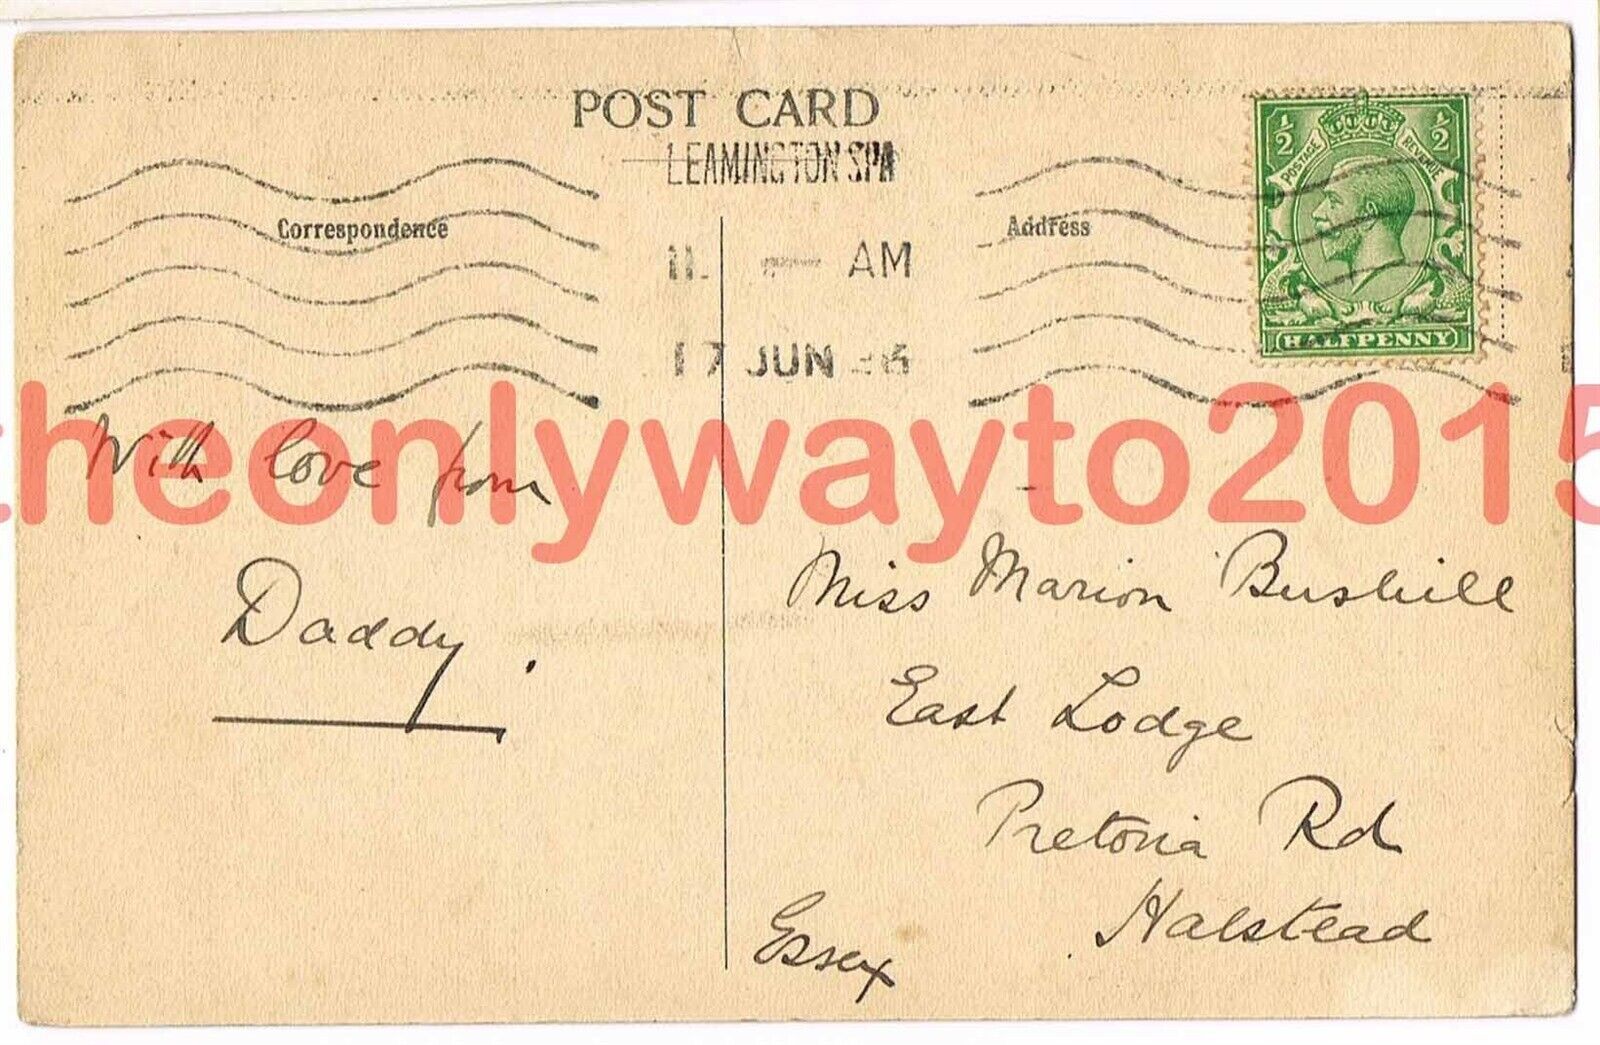 POST CARD
LEAMINGTON SPA
Correspondence
Address
AM
17 JUN
1/2 1/2
POSTAGE REVENUE
HALFPENNY
theonlywayto2015
With love from
Daddy.
Miss Marion Bushill
East Lodge
Pretoria Rd
Halstead
Essex